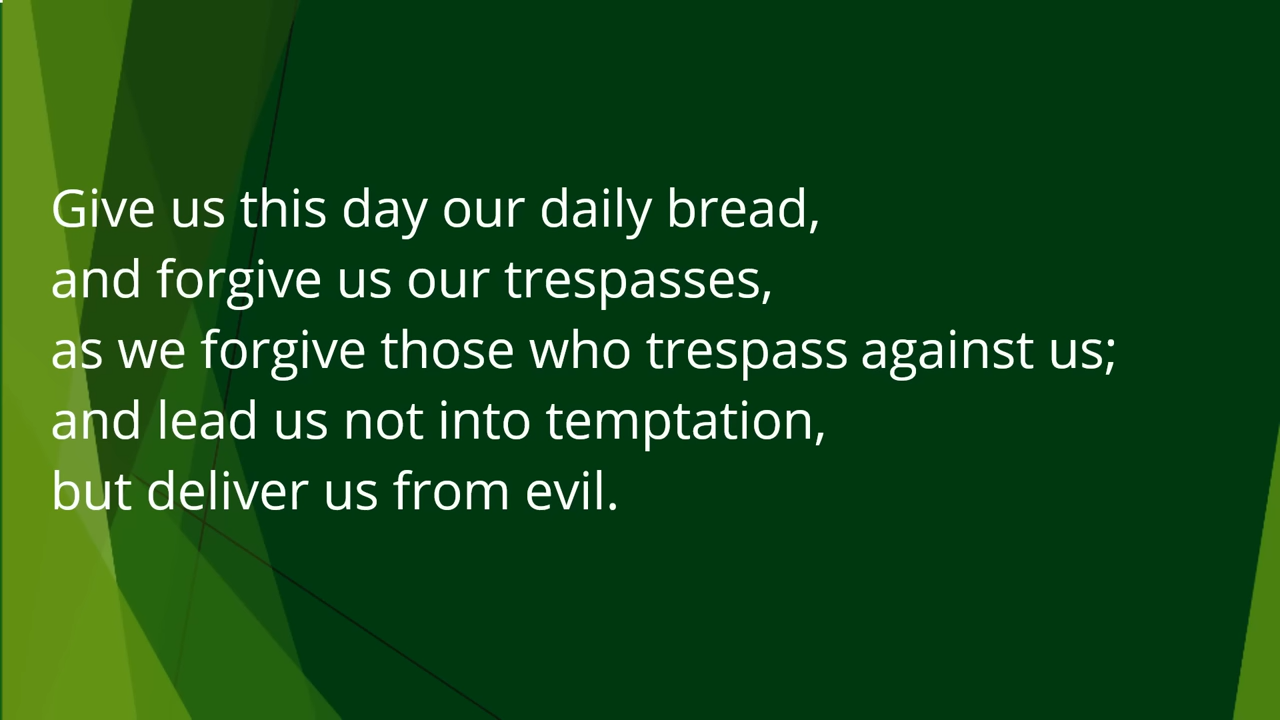 Give us this day our daily bread,
and forgive us our trespasses,
as we forgive those who trespass against us;
and lead us not into temptation,
but deliver us from evil.